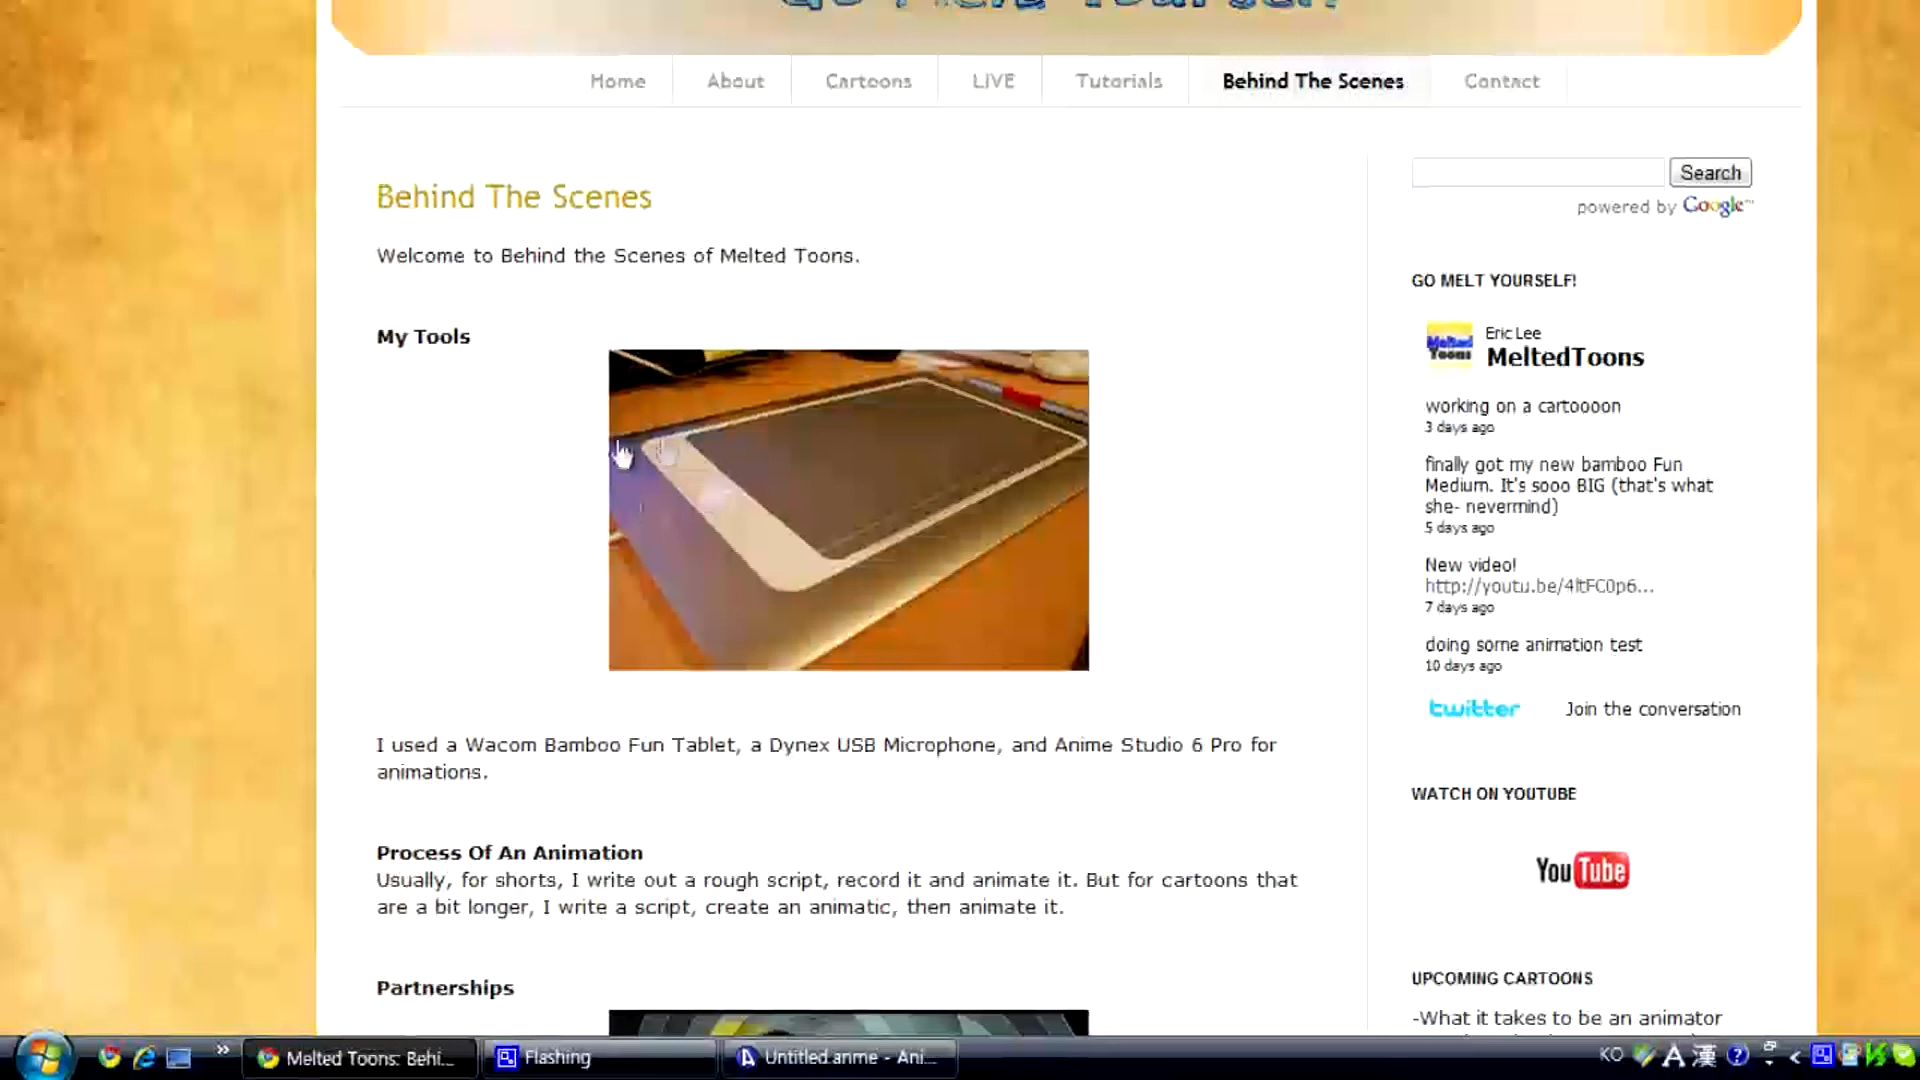 Go Melt Yourself!
Home
About
Cartoons
LIVE
Tutorials
Behind The Scenes
Contact
Behind The Scenes
Welcome to Behind the Scenes of Melted Toons.
My Tools
I used a Wacom Bamboo Fun Tablet, a Dynex USB Microphone, and Anime Studio 6 Pro for
animations.
Process Of An Animation
Usually, for shorts, I write out a rough script, record it and animate it. But for cartoons that
are a bit longer, I write a script, create an animatic, then animate it.
Partnerships
Search
powered by Google™
GO MELT YOURSELF!
Melted
Toons
Eric Lee
MeltedToons
working on a cartoooon
3 days ago
finally got my new bamboo Fun
Medium. It's sooo BIG (that's what
she- nevermind)
5 days ago
New video!
http://youtu.be/4ltFC0p6...
7 days ago
doing some animation test
10 days ago
twitter
Join the conversation
WATCH ON YOUTUBE
YouTube
UPCOMING CARTOONS
-What it takes to be an animator
Melted Toons: Behi...
Flashing
Untitled.anme - Ani...
KO
A 漢